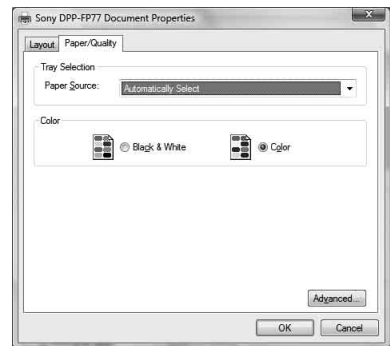 Sony DPP-FP77 Document Properties
Layout Paper/Quality
Tray Selection
Paper Source: Automatically Select
Color
Black & White Color
Advanced...
OK Cancel